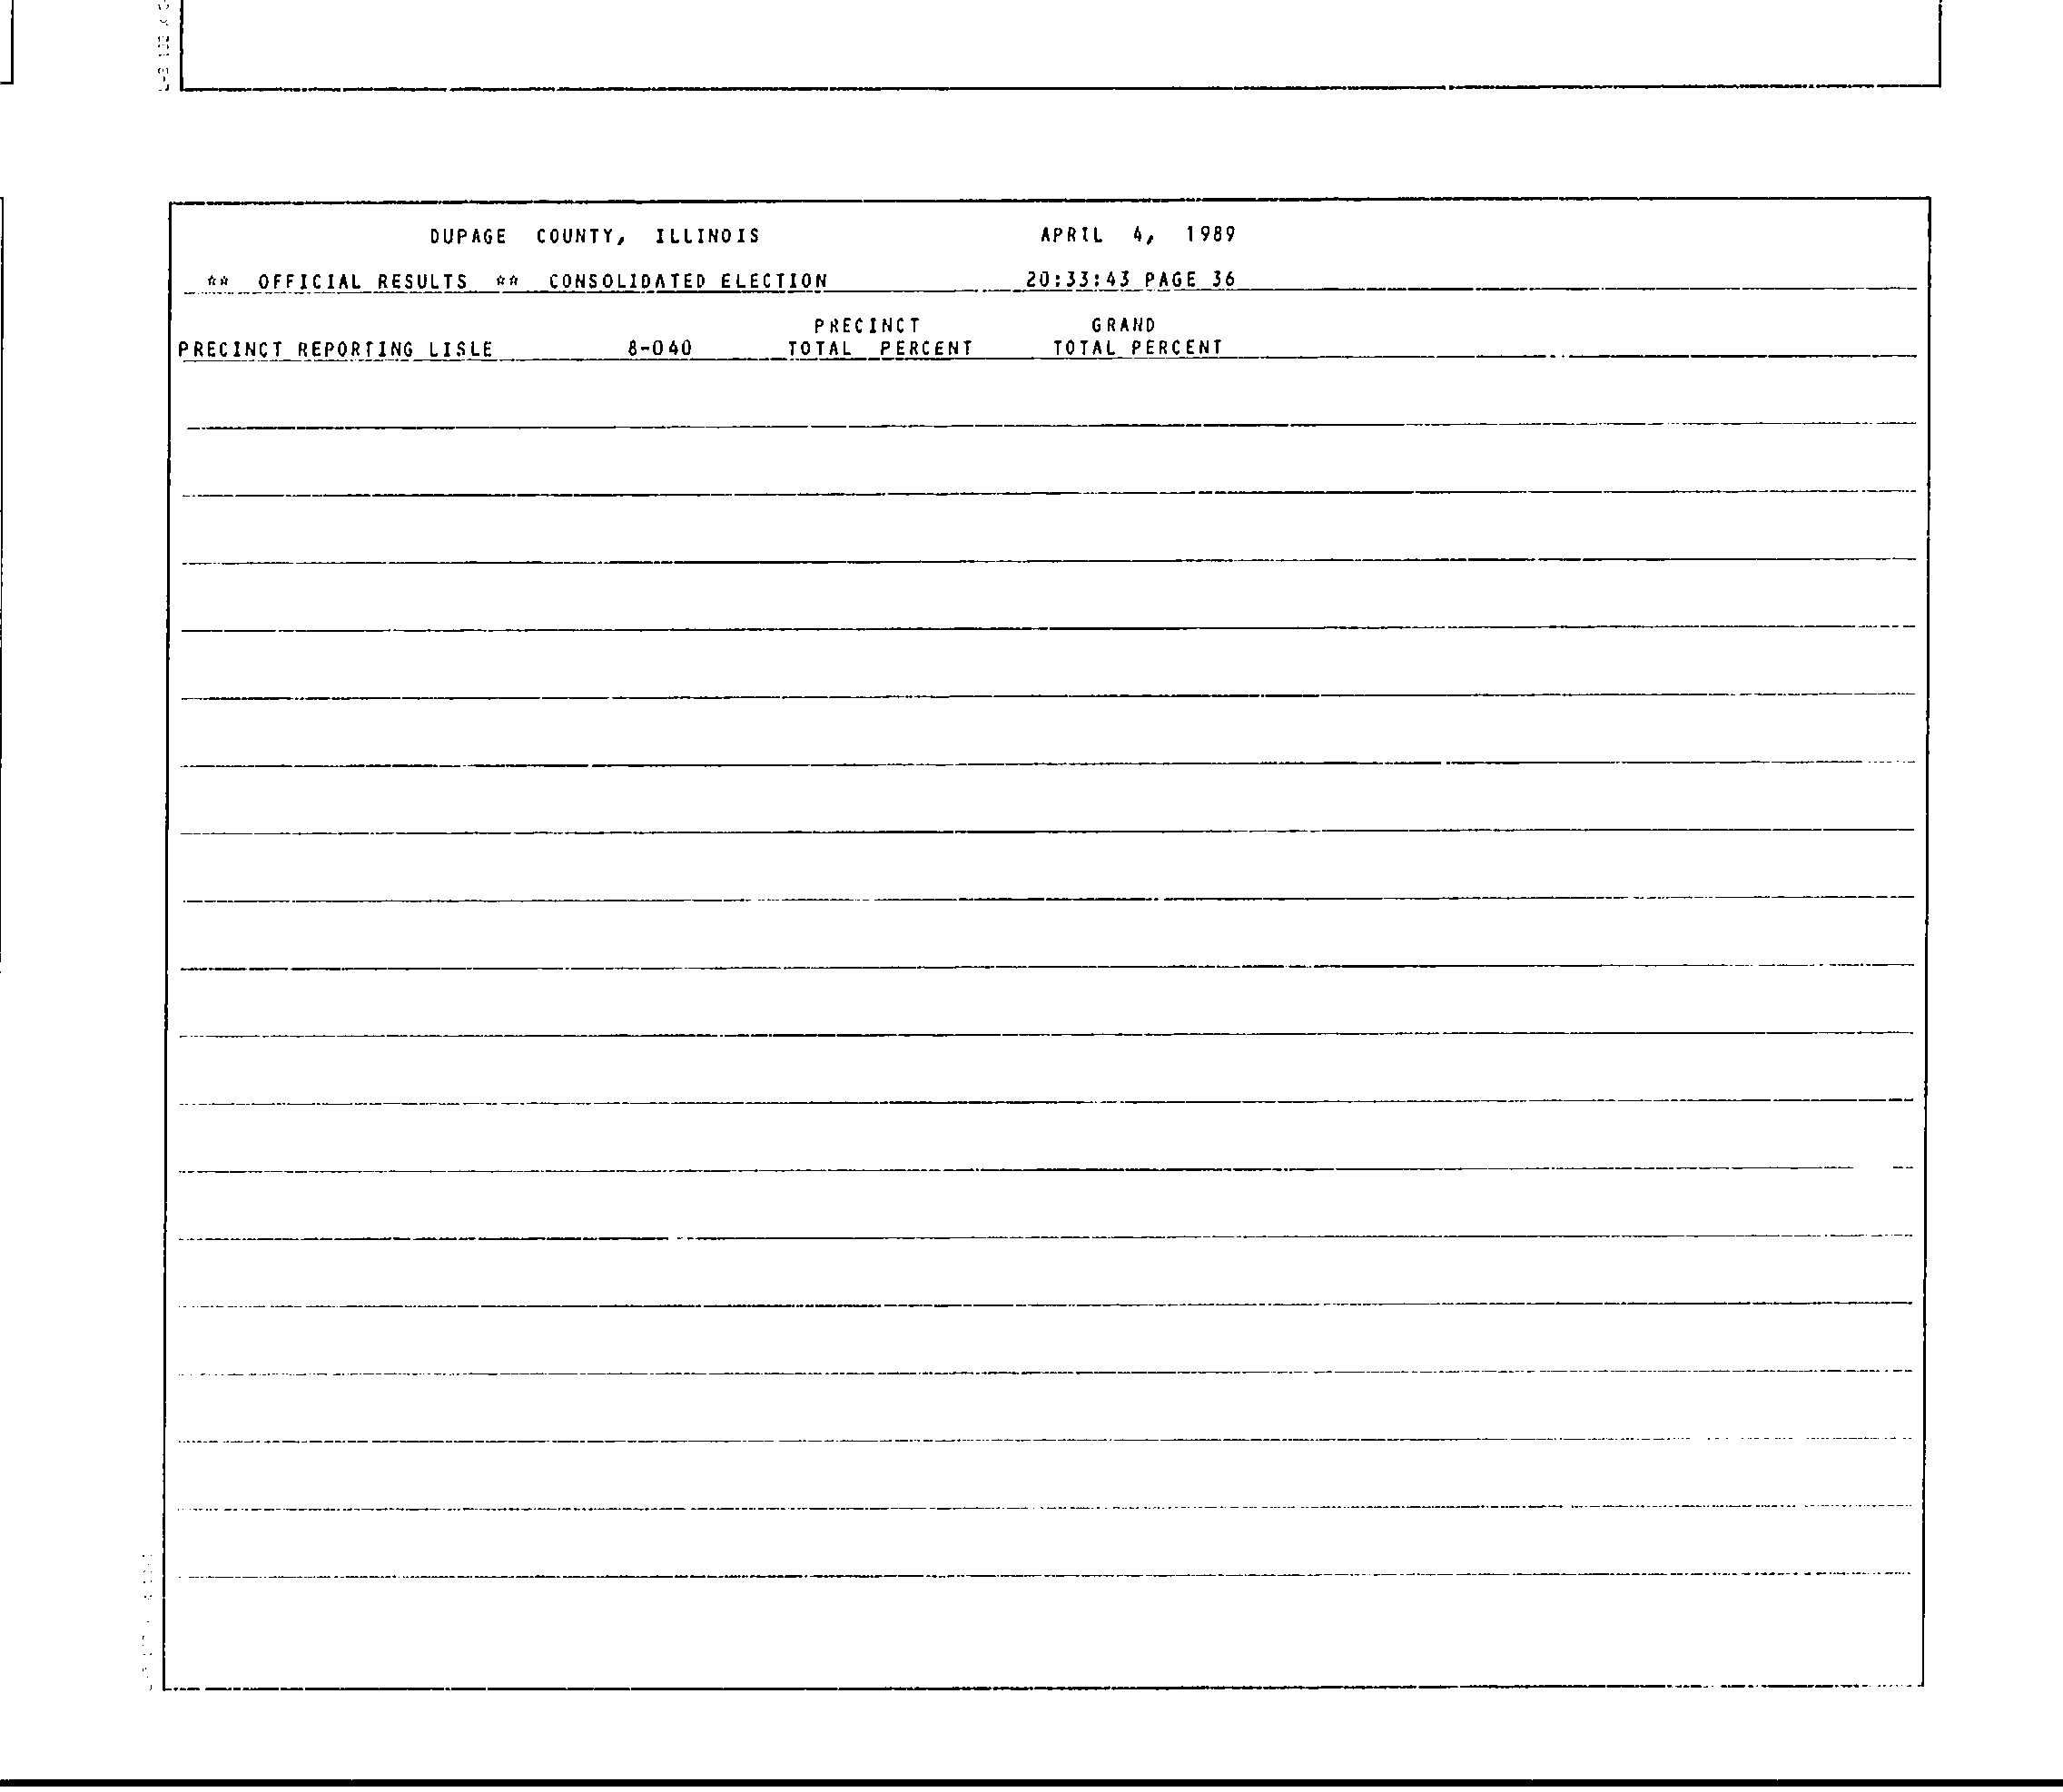 DUPAGE COUNTY, ILLINOIS APRIL 4, 1989
** OFFICIAL RESULTS ** CONSOLIDATED ELECTION 20:33:43 PAGE 36
PRECINCT GRAND
PRECINCT REPORTING LISLE 8-040 TOTAL PERCENT TOTAL PERCENT